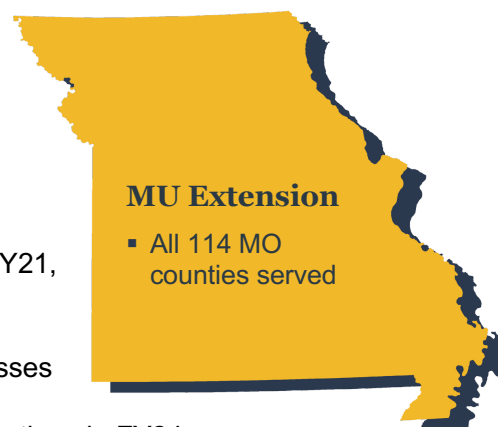 MU Extension
▪ All 114 MO
counties served
Y21,
sses